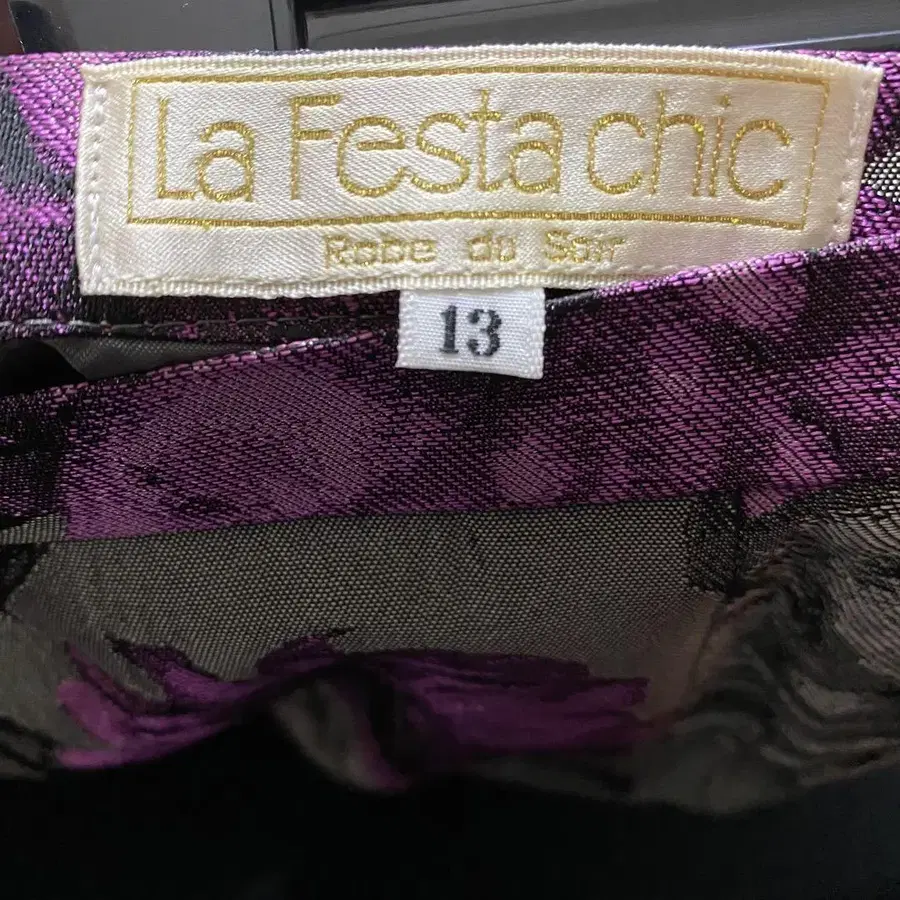 La Festa chic
Robe du Soir
13